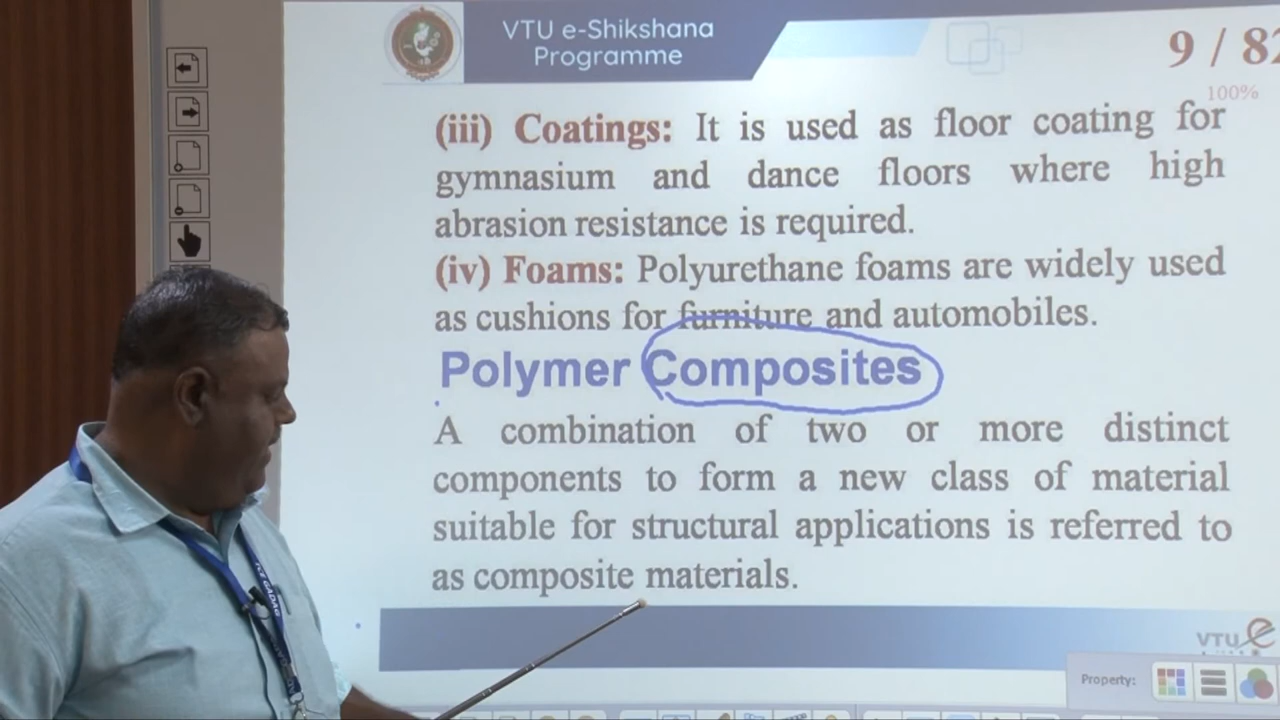 VTU e-Shikshana
Programme
9 / 82
100%
(iii) Coatings: It is used as floor coating for
gymnasium and dance floors where high
abrasion resistance is required.
(iv) Foams: Polyurethane foams are widely used
as cushions for furniture and automobiles.
Polymer Composites
A combination of two or more distinct
components to form a new class of material
suitable for structural applications is referred to
as composite materials.
VTU e
Property: